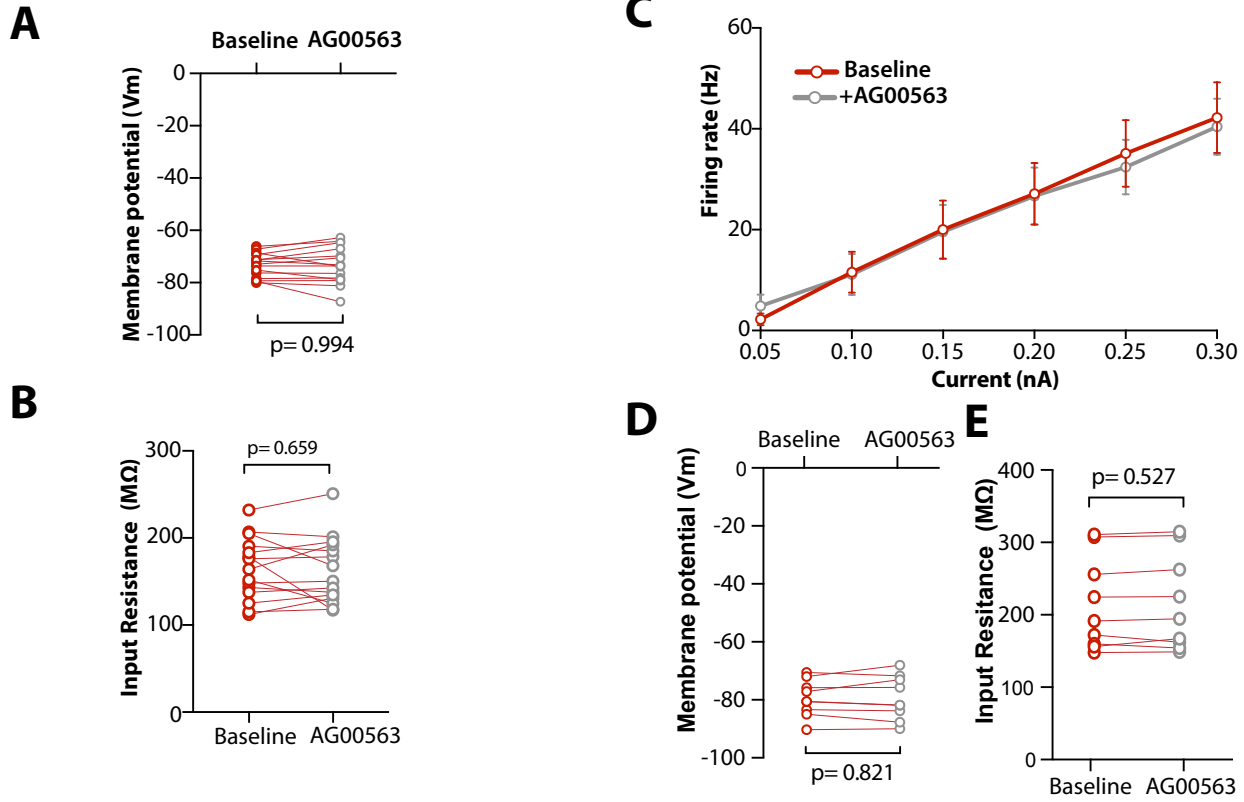 A
Baseline AG00563
Membrane potential (Vm)
0
-20
-40
-60
-80
-100
p= 0.994
B
Input Resistance (MΩ)
300
200
100
0
p= 0.659
Baseline AG00563
C
Firing rate (Hz)
60
40
20
0
Baseline
+AG00563
0.05 0.10 0.15 0.20 0.25 0.30
Current (nA)
D
Baseline AG00563
Membrane potential (Vm)
0
-20
-40
-60
-80
-100
p= 0.821
E
Input Resitance (MΩ)
400
300
200
100
0
p= 0.527
Baseline AG00563